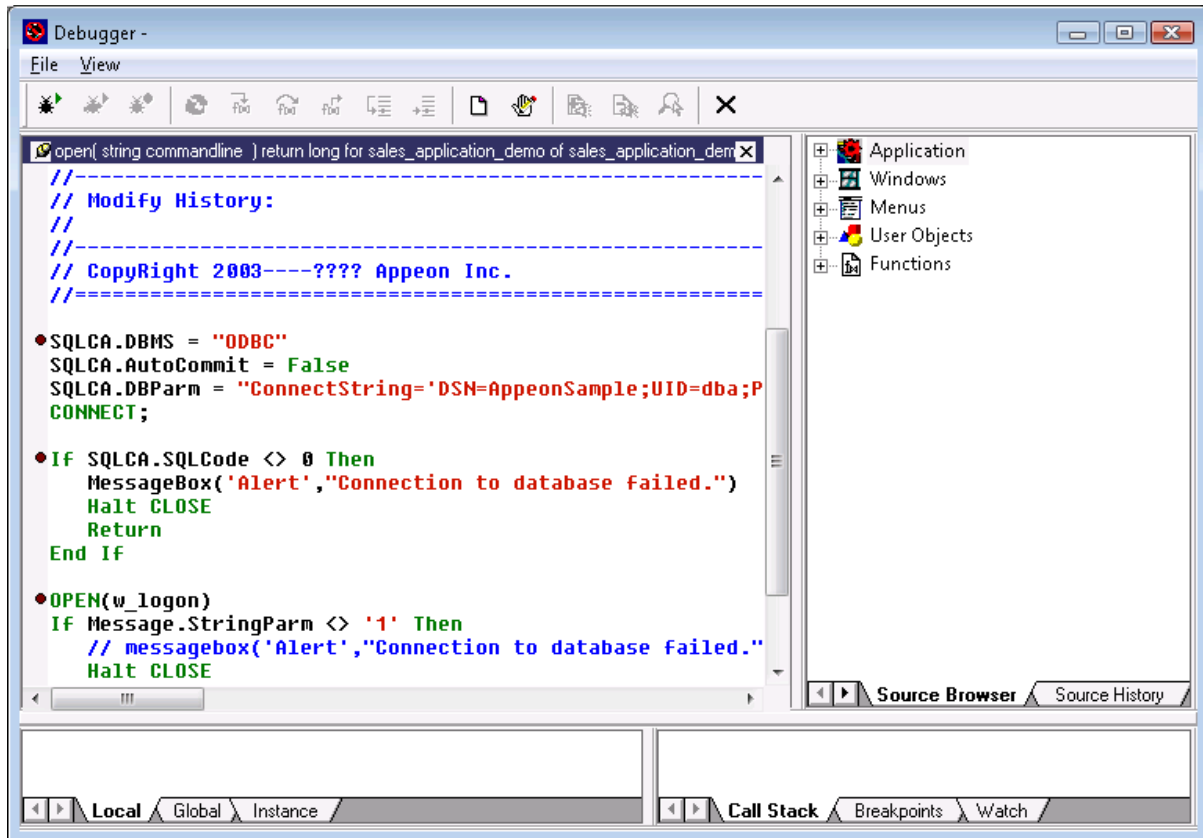 Debugger -
File View
open( string commandline ) return long for sales_application_demo of sales_application_dem
//-------------------------------------------------------
// Modify History:
//
//-------------------------------------------------------
// CopyRight 2003----???? Appeon Inc.
//=======================================================
SQLCA.DBMS = "ODBC"
SQLCA.AutoCommit = False
SQLCA.DBParm = "ConnectString='DSN=AppeonSample;UID=dba;P
CONNECT;
If SQLCA.SQLCode <> 0 Then
MessageBox('Alert',"Connection to database failed.")
Halt CLOSE
Return
End If
OPEN(w_logon)
If Message.StringParm <> '1' Then
// messagebox('Alert',"Connection to database failed."
Halt CLOSE
Application
Windows
Menus
User Objects
Functions
Source Browser Source History
Local Global Instance
Call Stack Breakpoints Watch